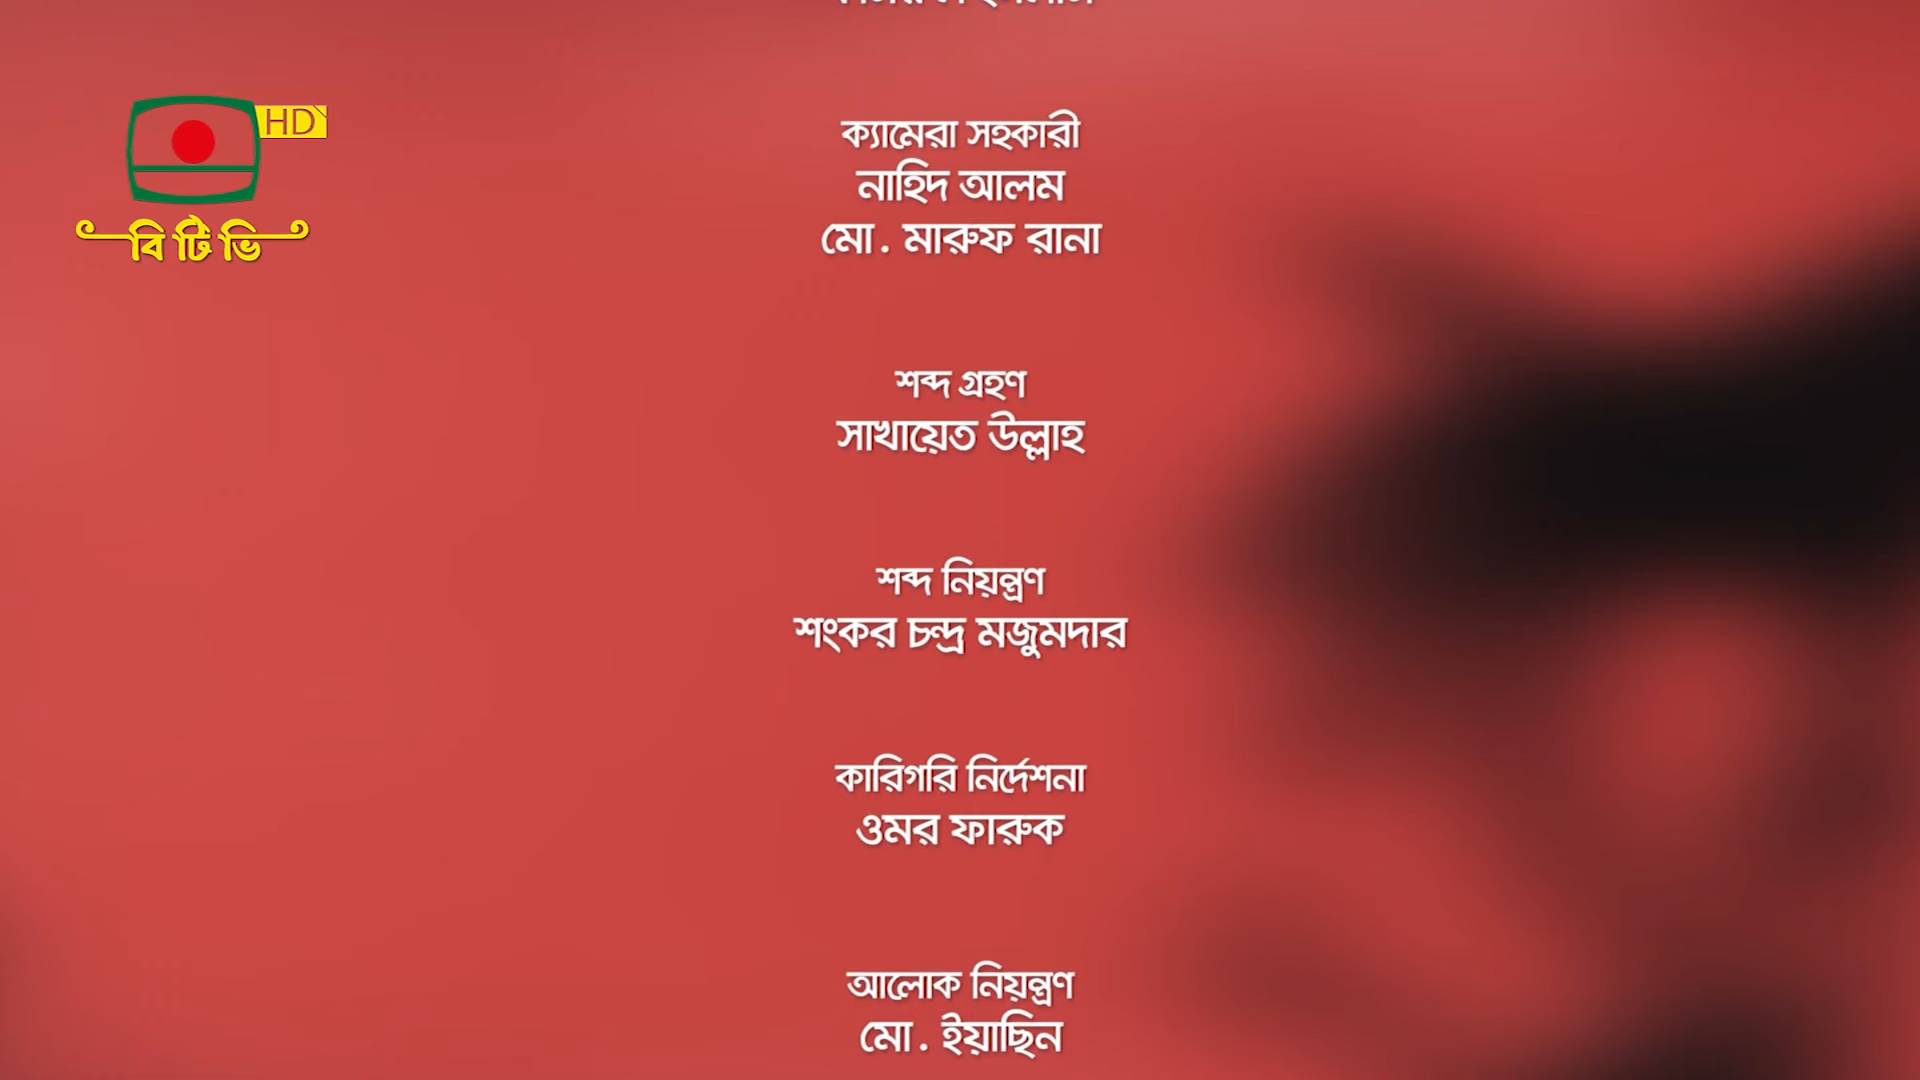 HD
বি টি ভি
ক্যামেরা সহকারী
নাহিদ আলম
মো. মারুফ রানা
শব্দ গ্রহণ
সাখায়েত উল্লাহ
শব্দ নিয়ন্ত্রণ
শংকর চন্দ্র মজুমদার
কারিগরি নির্দেশনা
ওমর ফারুক
আলোক নিয়ন্ত্রণ
মো. ইয়াছিন